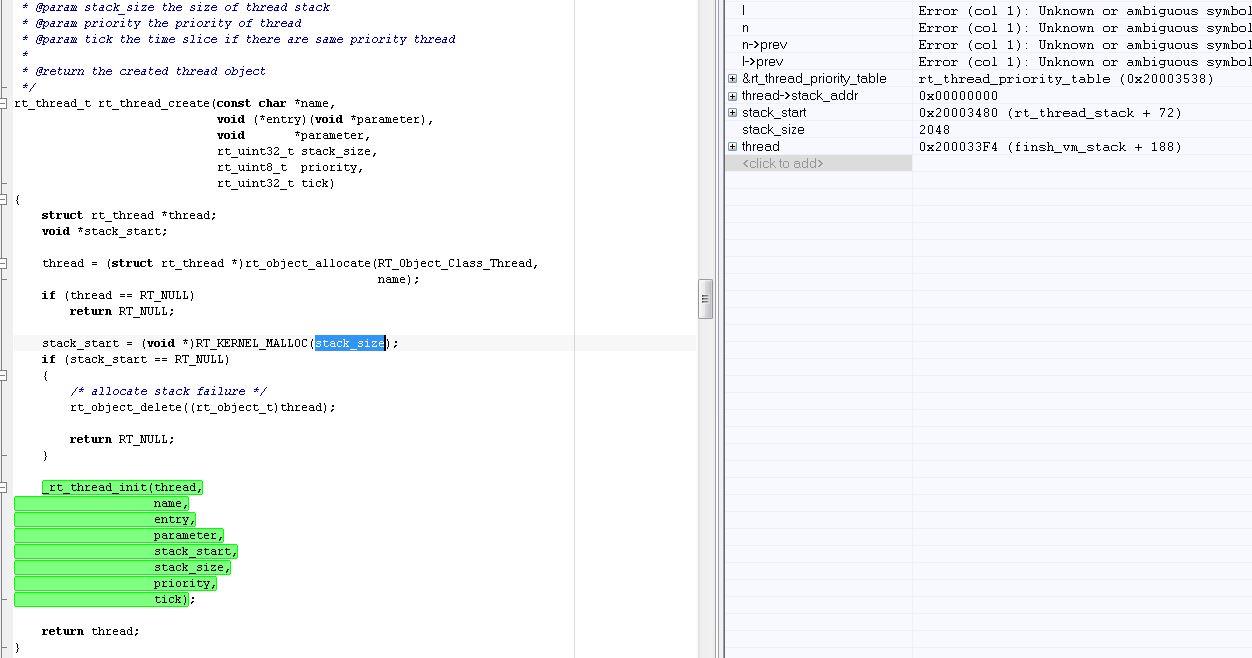 * @param stack_size the size of thread stack
* @param priority the priority of thread
* @param tick the time slice if there are same priority thread
*
* @return the created thread object
*/
rt_thread_t rt_thread_create(const char *name,
void (*entry)(void *parameter),
void *parameter,
rt_uint32_t stack_size,
rt_uint8_t priority,
rt_uint32_t tick)
{
struct rt_thread *thread;
void *stack_start;
thread = (struct rt_thread *)rt_object_allocate(RT_Object_Class_Thread,
name);
if (thread == RT_NULL)
return RT_NULL;
stack_start = (void *)RT_KERNEL_MALLOC(stack_size);
if (stack_start == RT_NULL)
{
/* allocate stack failure */
rt_object_delete((rt_object_t)thread);
return RT_NULL;
}
_rt_thread_init(thread,
name,
entry,
parameter,
stack_start,
stack_size,
priority,
tick);
return thread;
}
l Error (col 1): Unknown or ambiguous symbol
n Error (col 1): Unknown or ambiguous symbol
n->prev Error (col 1): Unknown or ambiguous symbol
l->prev Error (col 1): Unknown or ambiguous symbol
&rt_thread_priority_table rt_thread_priority_table (0x20003538)
thread->stack_addr 0x00000000
stack_start 0x20003480 (rt_thread_stack + 72)
stack_size 2048
thread 0x200033F4 (finsh_vm_stack + 188)
<click to add>